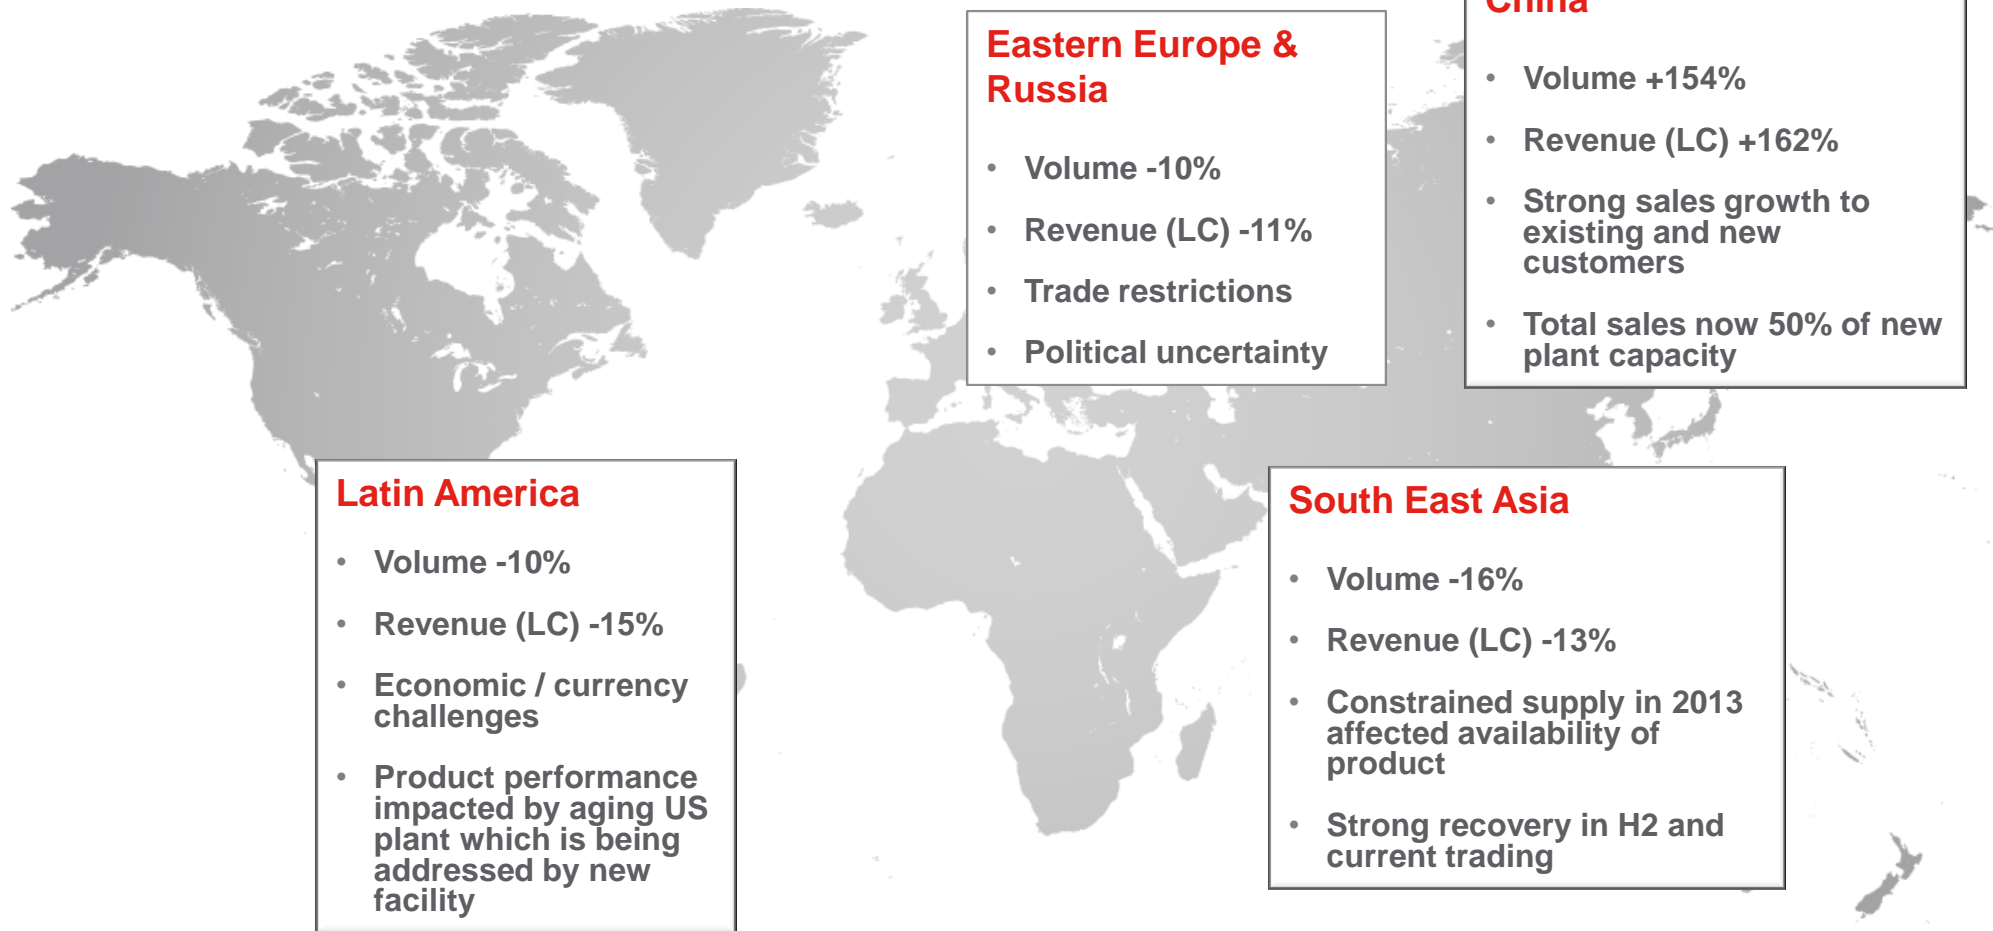 China
• Volume +154%
• Revenue (LC) +162%
• Strong sales growth to
existing and new
customers
• Total sales now 50% of new
plant capacity
Eastern Europe &
Russia
• Volume -10%
• Revenue (LC) -11%
• Trade restrictions
• Political uncertainty
Latin America
• Volume -10%
• Revenue (LC) -15%
• Economic / currency
challenges
• Product performance
impacted by aging US
plant which is being
addressed by new
facility
South East Asia
• Volume -16%
• Revenue (LC) -13%
• Constrained supply in 2013
affected availability of
product
• Strong recovery in H2 and
current trading